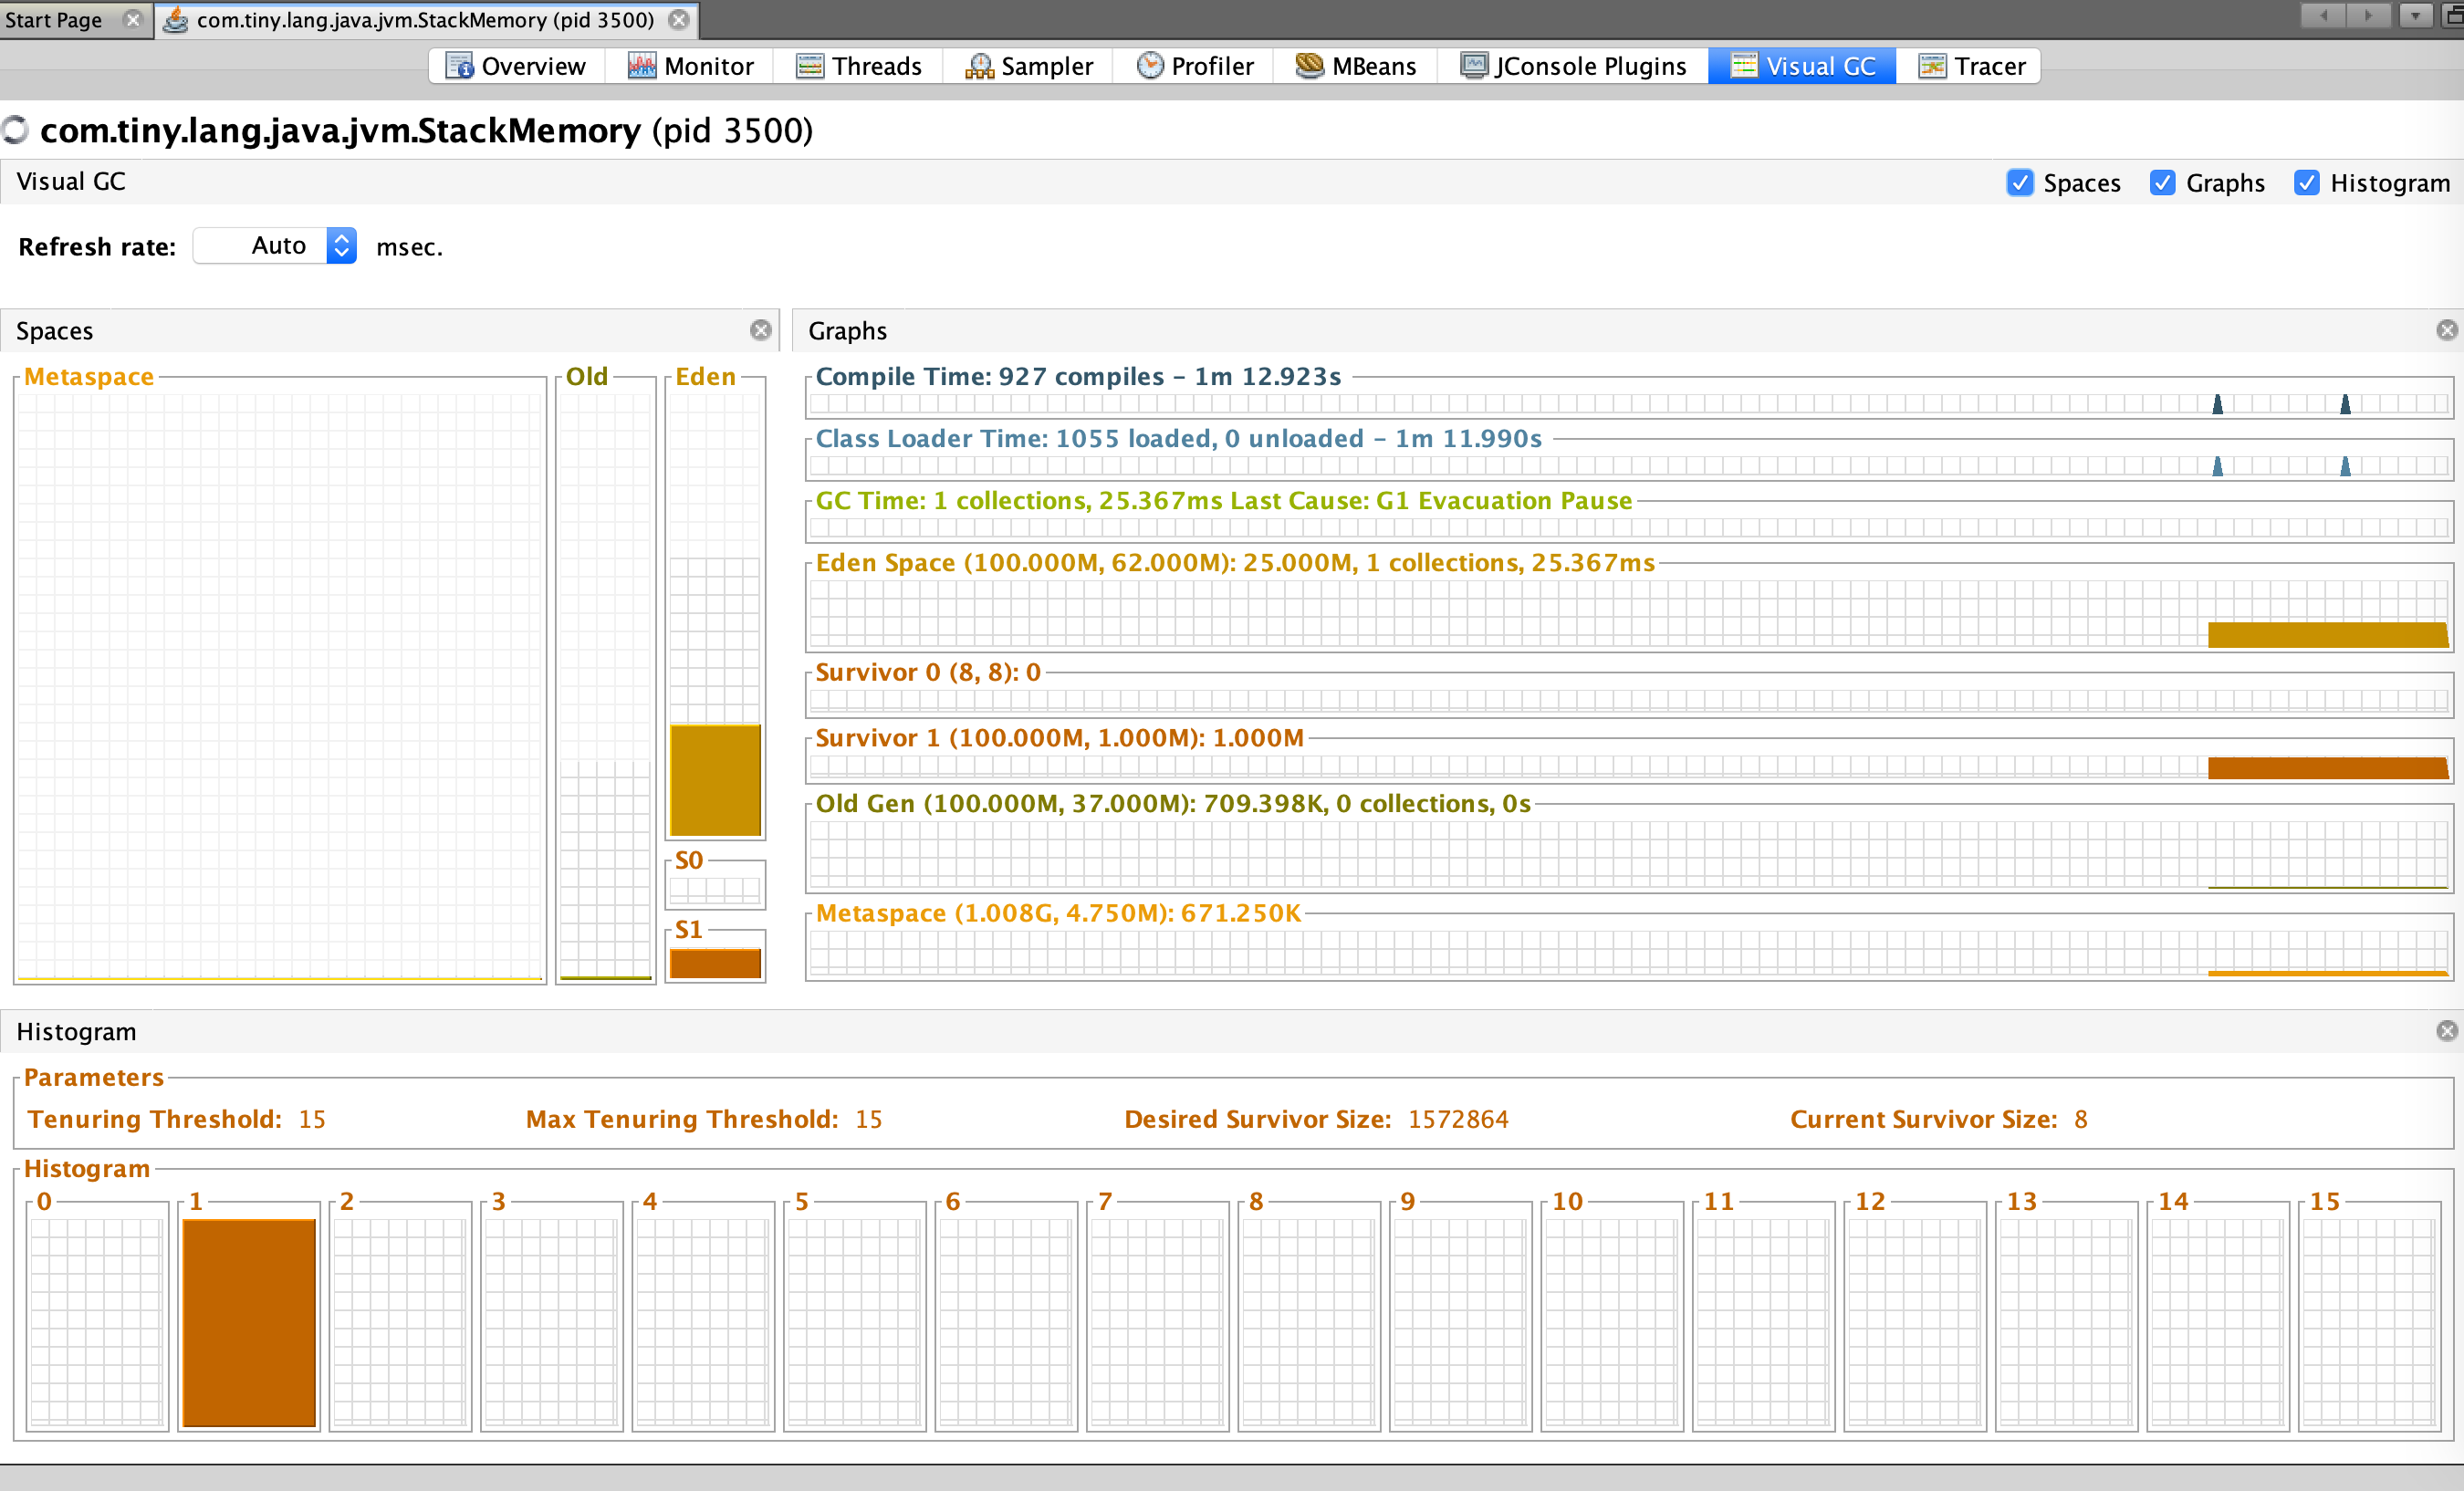 Start Page
com.tiny.lang.java.jvm.StackMemory (pid 3500)
Overview Monitor Threads Sampler Profiler MBeans JConsole Plugins Visual GC Tracer
com.tiny.lang.java.jvm.StackMemory (pid 3500)
Visual GC
Spaces Graphs Histogram
Refresh rate: Auto msec.
Spaces
Metaspace
Old
Eden
S0
S1
Graphs
Compile Time: 927 compiles - 1m 12.923s
Class Loader Time: 1055 loaded, 0 unloaded - 1m 11.990s
GC Time: 1 collections, 25.367ms Last Cause: G1 Evacuation Pause
Eden Space (100.000M, 62.000M): 25.000M, 1 collections, 25.367ms
Survivor 0 (8, 8): 0
Survivor 1 (100.000M, 1.000M): 1.000M
Old Gen (100.000M, 37.000M): 709.398K, 0 collections, 0s
Metaspace (1.008G, 4.750M): 671.250K
Histogram
Parameters
Tenuring Threshold: 15 Max Tenuring Threshold: 15 Desired Survivor Size: 1572864 Current Survivor Size: 8
Histogram
0 1 2 3 4 5 6 7 8 9 10 11 12 13 14 15